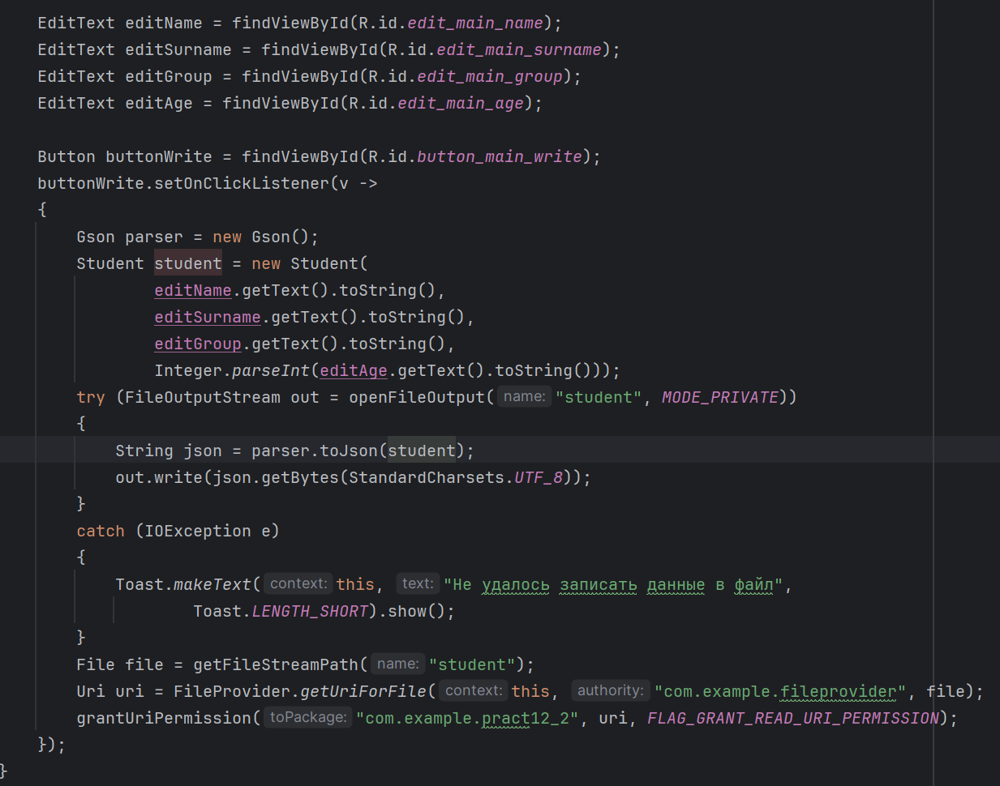 EditText editName = findViewById(R.id.edit_main_name);
EditText editSurname = findViewById(R.id.edit_main_surname);
EditText editGroup = findViewById(R.id.edit_main_group);
EditText editAge = findViewById(R.id.edit_main_age);
Button buttonWrite = findViewById(R.id.button_main_write);
buttonWrite.setOnClickListener(v ->
{
Gson parser = new Gson();
Student student = new Student(
editName.getText().toString(),
editSurname.getText().toString(),
editGroup.getText().toString(),
Integer.parseInt(editAge.getText().toString()));
try (FileOutputStream out = openFileOutput( name: "student", MODE_PRIVATE))
{
String json = parser.toJson(student);
out.write(json.getBytes(StandardCharsets.UTF_8));
}
catch (IOException e)
{
Toast.makeText( context: this, text: "Не удалось записать данные в файл",
Toast.LENGTH_SHORT).show();
}
File file = getFileStreamPath( name: "student");
Uri uri = FileProvider.getUriForFile( context: this, authority: "com.example.fileprovider", file);
grantUriPermission( toPackage: "com.example.pract12_2", uri, FLAG_GRANT_READ_URI_PERMISSION);
});
}